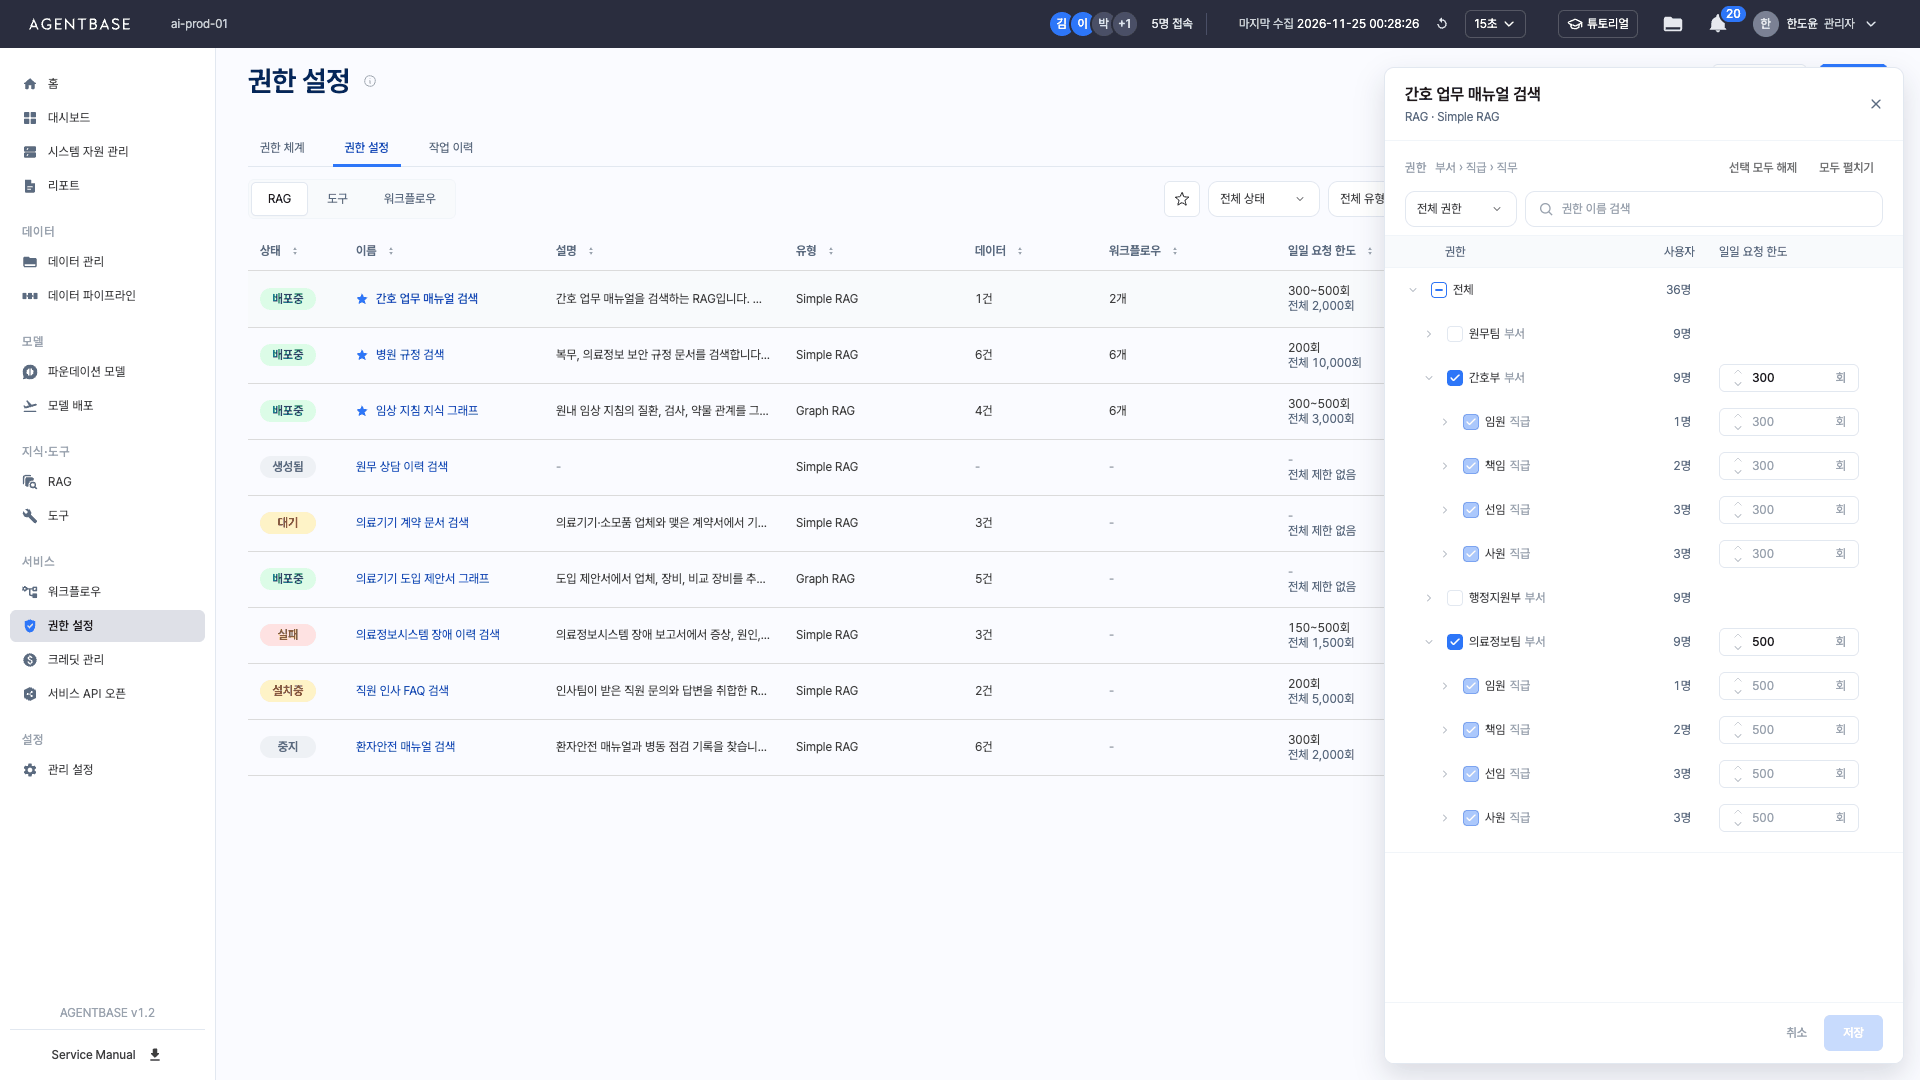 AGENTBASE
ai-prod-01
김 이 박 +1 5명 접속
마지막 수집 2026-11-25 00:28:26
15초
튜토리얼
20
한 한도윤 관리자
홈
대시보드
시스템 자원 관리
리포트
데이터
데이터 관리
데이터 파이프라인
모델
파운데이션 모델
모델 배포
지식·도구
RAG
도구
서비스
워크플로우
권한 설정
크레딧 관리
서비스 API 오픈
설정
관리 설정
AGENTBASE v1.2
Service Manual
권한 설정
권한 체계 권한 설정 작업 이력
RAG 도구 워크플로우
전체 상태 전체 유형
상태 이름 설명 유형 데이터 워크플로우 일일 요청 한도
배포중 간호 업무 매뉴얼 검색 간호 업무 매뉴얼을 검색하는 RAG입니다. ... Simple RAG 1건 2개 300~500회
전체 2,000회
배포중 병원 규정 검색 복무, 의료정보 보안 규정 문서를 검색합니다... Simple RAG 6건 6개 200회
전체 10,000회
배포중 임상 지침 지식 그래프 원내 임상 지침의 질환, 검사, 약물 관계를 그... Graph RAG 4건 6개 300~500회
전체 3,000회
생성됨 원무 상담 이력 검색 - Simple RAG - - -
전체 제한 없음
대기 의료기기 계약 문서 검색 의료기기·소모품 업체와 맺은 계약서에서 기... Simple RAG 3건 - -
전체 제한 없음
배포중 의료기기 도입 제안서 그래프 도입 제안서에서 업체, 장비, 비교 장비를 추... Graph RAG 5건 - -
전체 제한 없음
실패 의료정보시스템 장애 이력 검색 의료정보시스템 장애 보고서에서 증상, 원인,... Simple RAG 3건 - 150~500회
전체 1,500회
설치중 직원 인사 FAQ 검색 인사팀이 받은 직원 문의와 답변을 취합한 R... Simple RAG 2건 - 200회
전체 5,000회
중지 환자안전 매뉴얼 검색 환자안전 매뉴얼과 병동 점검 기록을 찾습니... Simple RAG 6건 - 300회
전체 2,000회
간호 업무 매뉴얼 검색
RAG · Simple RAG
권한 부서 › 직급 › 직무 선택 모두 해제 모두 펼치기
전체 권한 권한 이름 검색
권한 사용자 일일 요청 한도
전체 36명
원무팀 부서 9명
간호부 부서 9명 300 회
임원 직급 1명 300 회
책임 직급 2명 300 회
선임 직급 3명 300 회
사원 직급 3명 300 회
행정지원부 부서 9명
의료정보팀 부서 9명 500 회
임원 직급 1명 500 회
책임 직급 2명 500 회
선임 직급 3명 500 회
사원 직급 3명 500 회
취소 저장